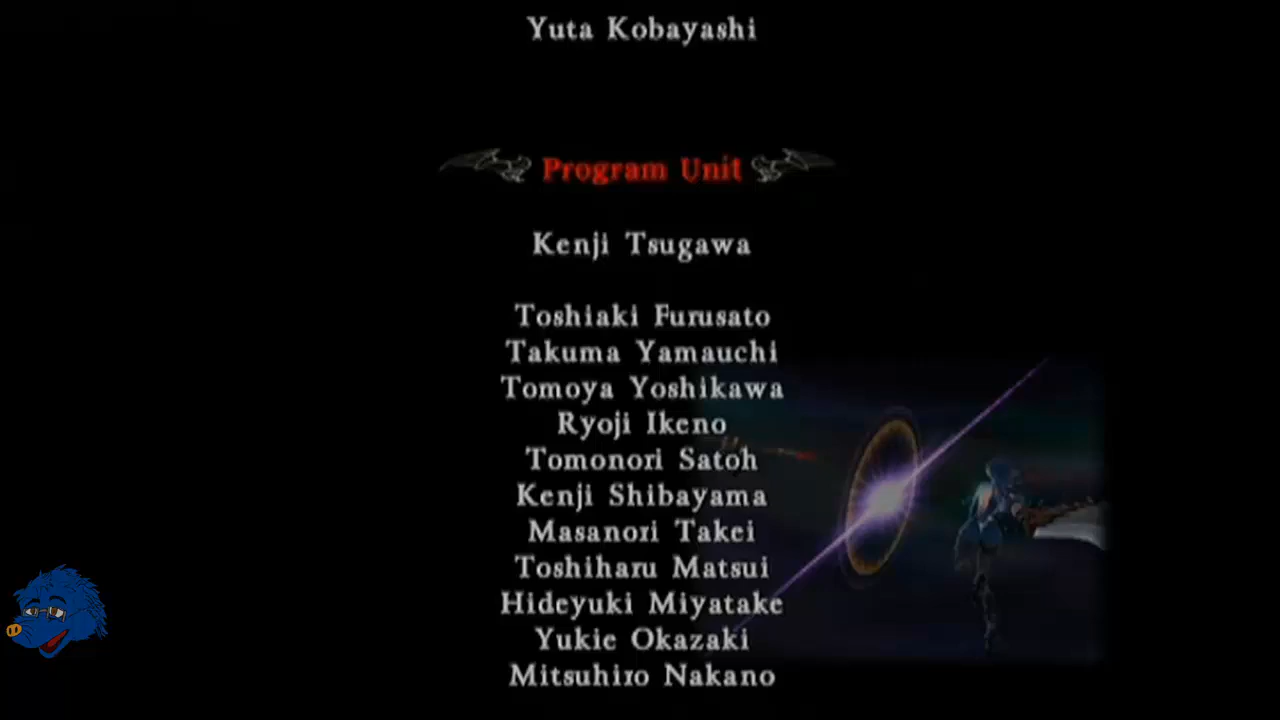 Yuta Kobayashi
Program Unit
Kenji Tsugawa
Toshiaki Furusato
Takuma Yamauchi
Tomoya Yoshikawa
Ryoji Ikeno
Tomonori Satoh
Kenji Shibayama
Masanori Takei
Toshiharu Matsui
Hideyuki Miyatake
Yukie Okazaki
Mitsuhiro Nakano